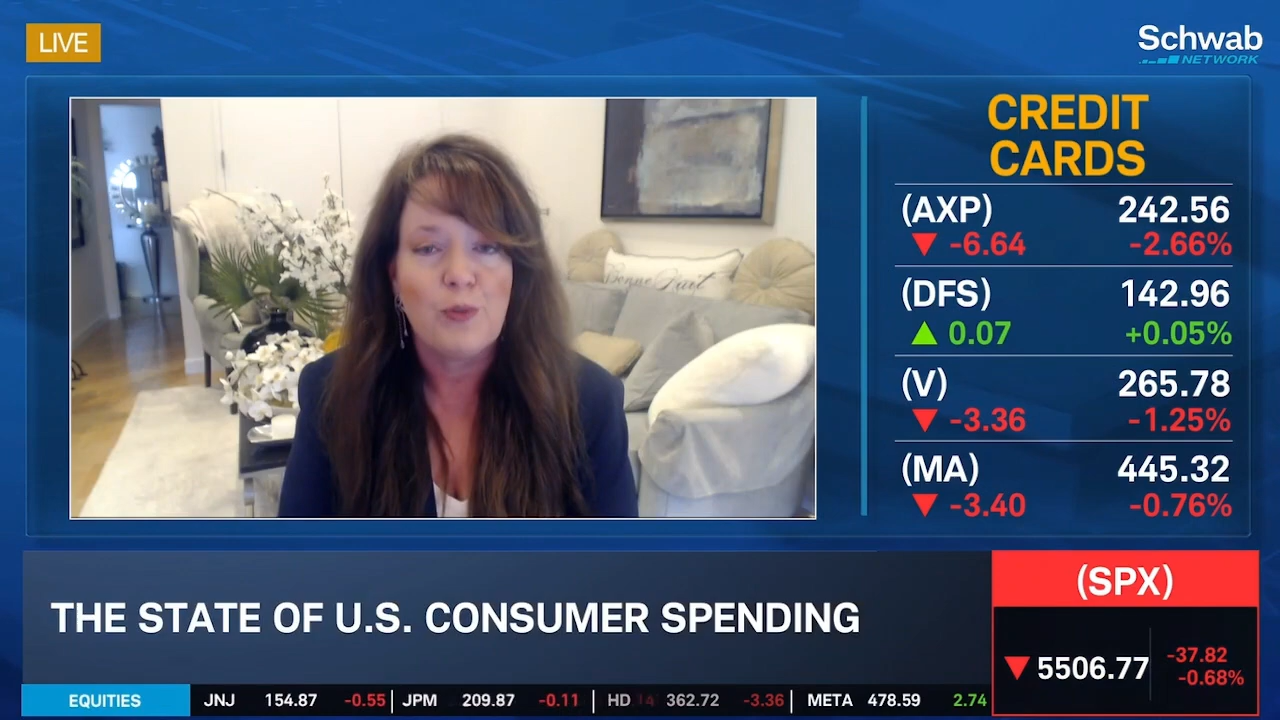 LIVE
Schwab
NETWORK
CREDIT
CARDS
(AXP) 242.56
▼ -6.64 -2.66%
(DFS) 142.96
▲ 0.07 +0.05%
(V) 265.78
▼ -3.36 -1.25%
(MA) 445.32
▼ -3.40 -0.76%
THE STATE OF U.S. CONSUMER SPENDING
(SPX)
▼ 5506.77 -37.82
-0.68%
EQUITIES JNJ 154.87 -0.55 JPM 209.87 -0.11 HD 362.72 -3.36 META 478.59 2.74